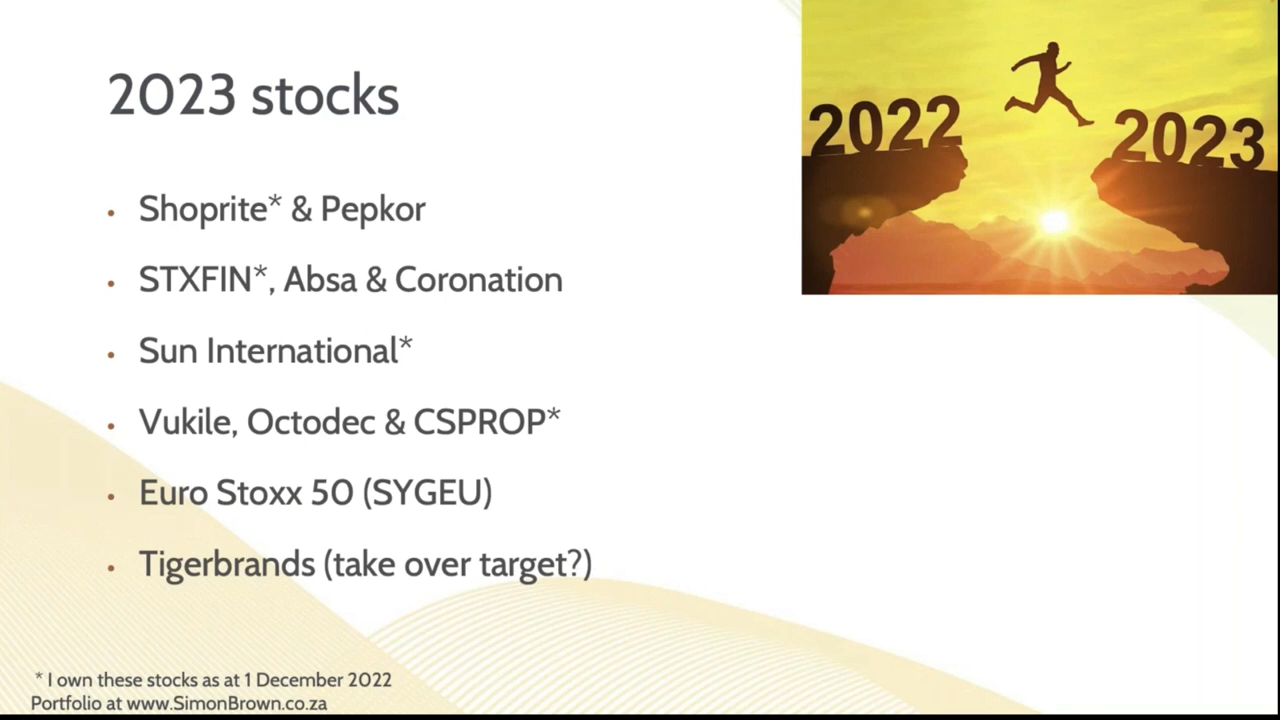 2023 stocks
2022
2023
• Shoprite* & Pepkor
• STXFIN*, Absa & Coronation
• Sun International*
• Vukile, Octodec & CSPROP*
• Euro Stoxx 50 (SYGEU)
• Tigerbrands (take over target?)
* I own these stocks as at 1 December 2022
Portfolio at www.SimonBrown.co.za